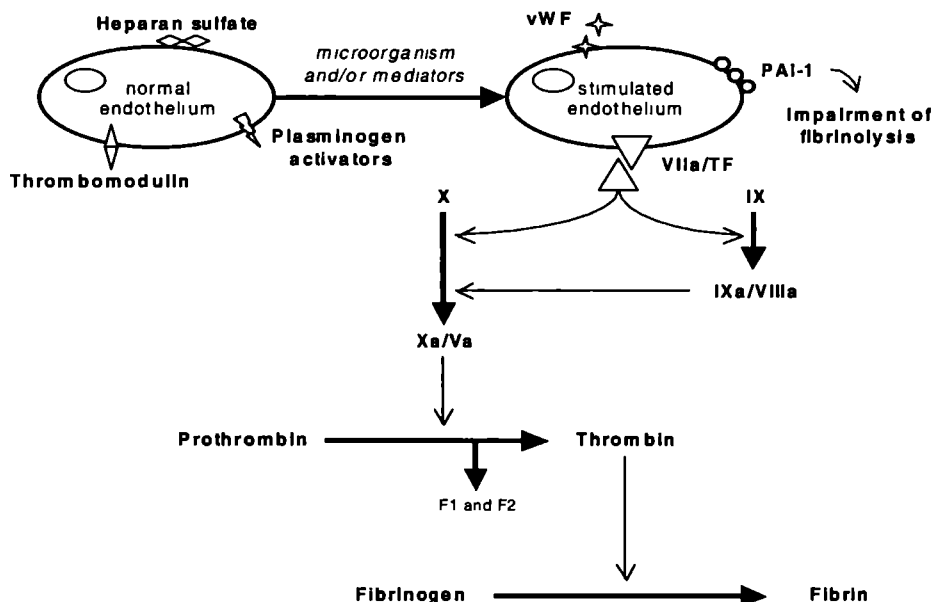 Heparan sulfate
normal
endothelium
Thrombomodulin
Plasminogen
activators
microorganism
and/or mediators
vWF
stimulated
endothelium
PAI-1
Impairment of
fibrinolysis
VIIa/TF
X
IX
IXa/VIIIa
Xa/Va
Prothrombin
Thrombin
F1 and F2
Fibrinogen
Fibrin